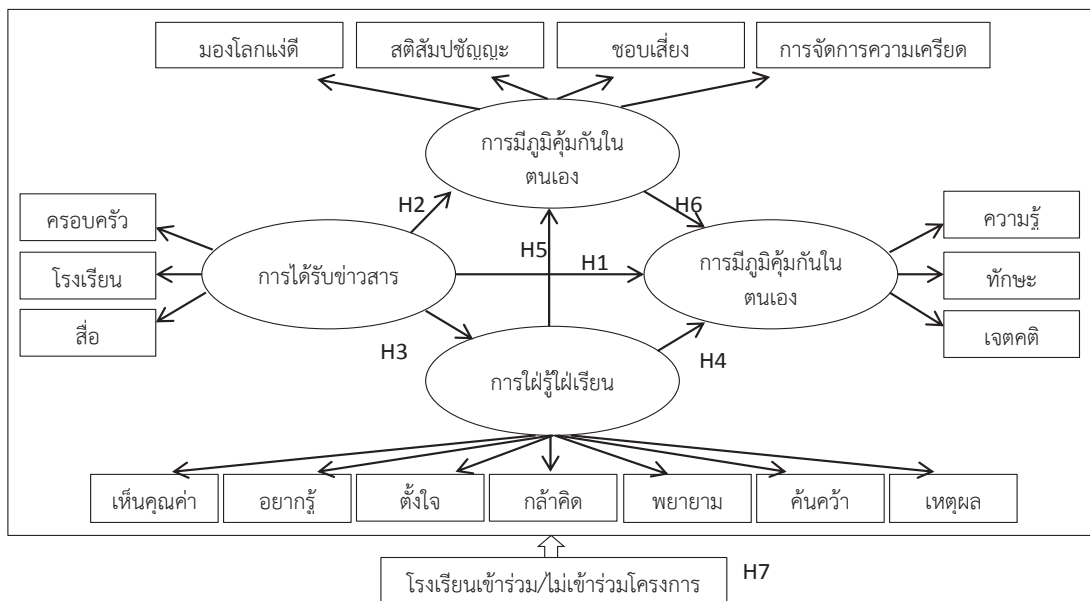 มองโลกแง่ดี
สติสัมปชัญญะ
ชอบเสี่ยง
การจัดการความเครียด
การมีภูมิคุ้มกันใน
ตนเอง
H2
H6
ครอบครัว
โรงเรียน
สื่อ
การได้รับข่าวสาร
H5
H1
การมีภูมิคุ้มกันใน
ตนเอง
ความรู้
ทักษะ
เจตคติ
H3
H4
การใฝ่รู้ใฝ่เรียน
เห็นคุณค่า
อยากรู้
ตั้งใจ
กล้าคิด
พยายาม
ค้นคว้า
เหตุผล
โรงเรียนเข้าร่วม/ไม่เข้าร่วมโครงการ
H7